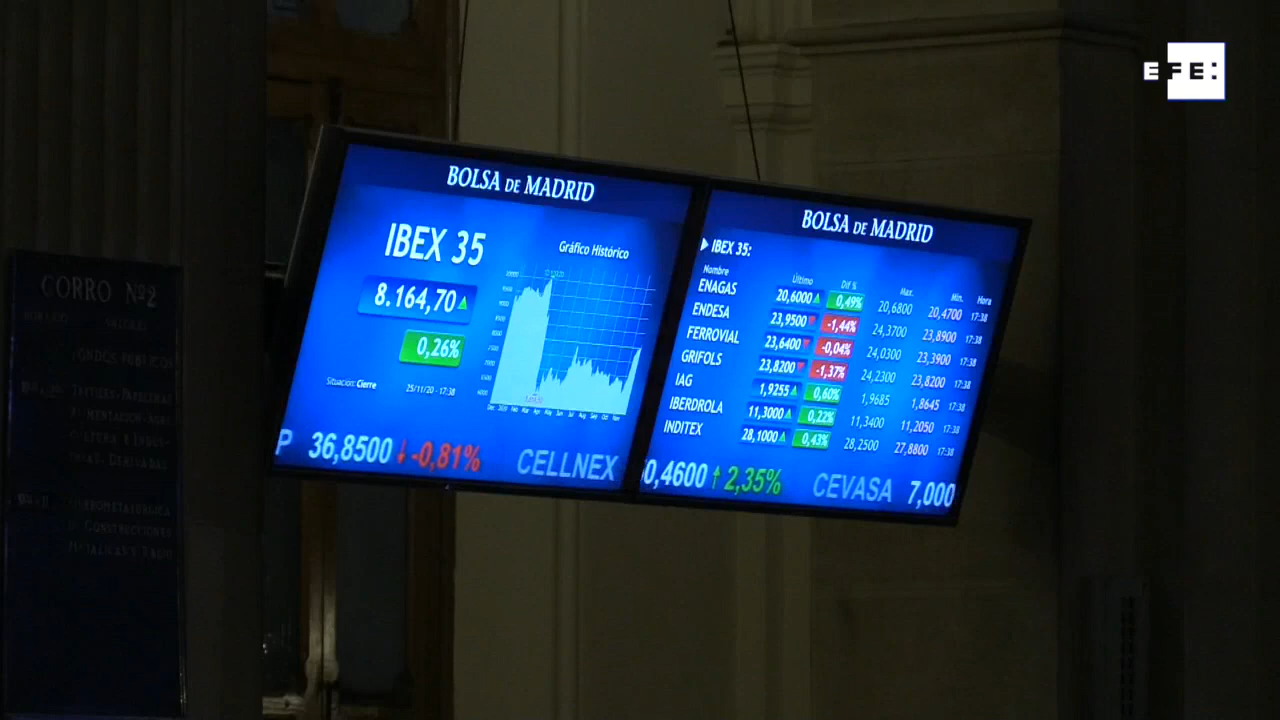 EFE:
BOLSA DE MADRID
IBEX 35
8.164,70
0,26%
Situación: Cierre
25/11/20 - 17:38
Gráfico Histórico
P 36,8500 -0,81% CELLNEX
BOLSA DE MADRID
IBEX 35:
Nombre Último Dif % Max. Min. Hora
ENAGAS 20,6000 0,49% 20,6800 20,4700 17:38
ENDESA 23,9500 -1,44% 24,3700 23,8900 17:38
FERROVIAL 23,6400 -0,04% 24,0300 23,3900 17:38
GRIFOLS 23,8200 -1,37% 24,2300 23,8200 17:38
IAG 1,9255 0,60% 1,9685 1,8645 17:38
IBERDROLA 11,3000 0,22% 11,3400 11,2050 17:38
INDITEX 28,1000 0,43% 28,2500 27,8800 17:38
0,4600 2,35% CEVASA 7,000
CORRO Nº2